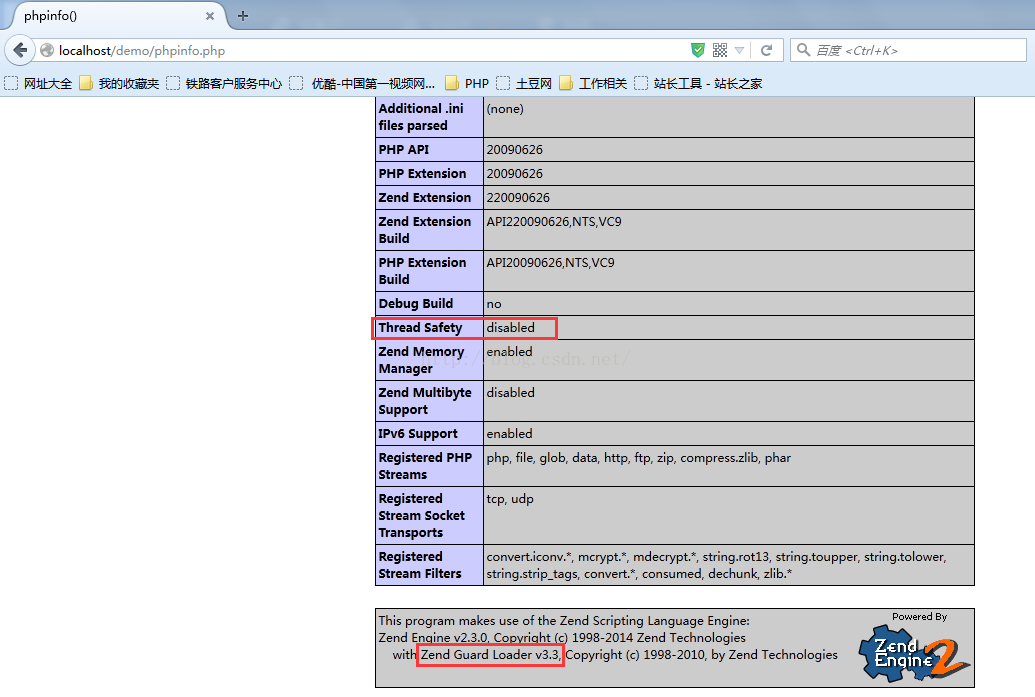 phpinfo()
localhost/demo/phpinfo.php
百度 <Ctrl+K>
网址大全 我的收藏夹 铁路客户服务中心 优酷-中国第一视频网... PHP 土豆网 工作相关 站长工具 - 站长之家
Additional .ini (none)
files parsed
PHP API 20090626
PHP Extension 20090626
Zend Extension 220090626
Zend Extension API220090626,NTS,VC9
Build
PHP Extension API20090626,NTS,VC9
Build
Debug Build no
Thread Safety disabled
Zend Memory enabled
Manager
http://blog.csdn.net/
Zend Multibyte disabled
Support
IPv6 Support enabled
Registered PHP php, file, glob, data, http, ftp, zip, compress.zlib, phar
Streams
Registered tcp, udp
Stream Socket
Transports
Registered convert.iconv.*, mcrypt.*, mdecrypt.*, string.rot13, string.toupper, string.tolower,
Stream Filters string.strip_tags, convert.*, consumed, dechunk, zlib.*
This program makes use of the Zend Scripting Language Engine:
Zend Engine v2.3.0, Copyright (c) 1998-2014 Zend Technologies
with Zend Guard Loader v3.3, Copyright (c) 1998-2010, by Zend Technologies
Powered By
Zend
Engine 2